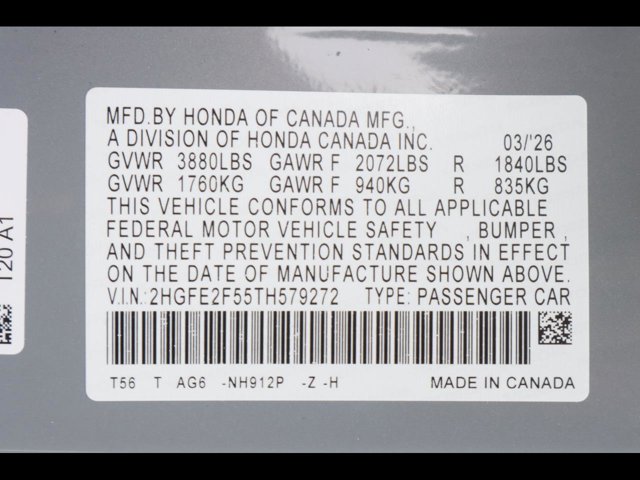 MFD.BY HONDA OF CANADA MFG.,
A DIVISION OF HONDA CANADA INC. 03/'26
GVWR 3880LBS GAWR F 2072LBS R 1840LBS
GVWR 1760KG GAWR F 940KG R 835KG
THIS VEHICLE CONFORMS TO ALL APPLICABLE
FEDERAL MOTOR VEHICLE SAFETY , BUMPER ,
AND THEFT PREVENTION STANDARDS IN EFFECT
ON THE DATE OF MANUFACTURE SHOWN ABOVE.
V.I.N.: 2HGFE2F55TH579272 TYPE: PASSENGER CAR
T56 T AG6 -NH912P -Z -H MADE IN CANADA
T20 A1